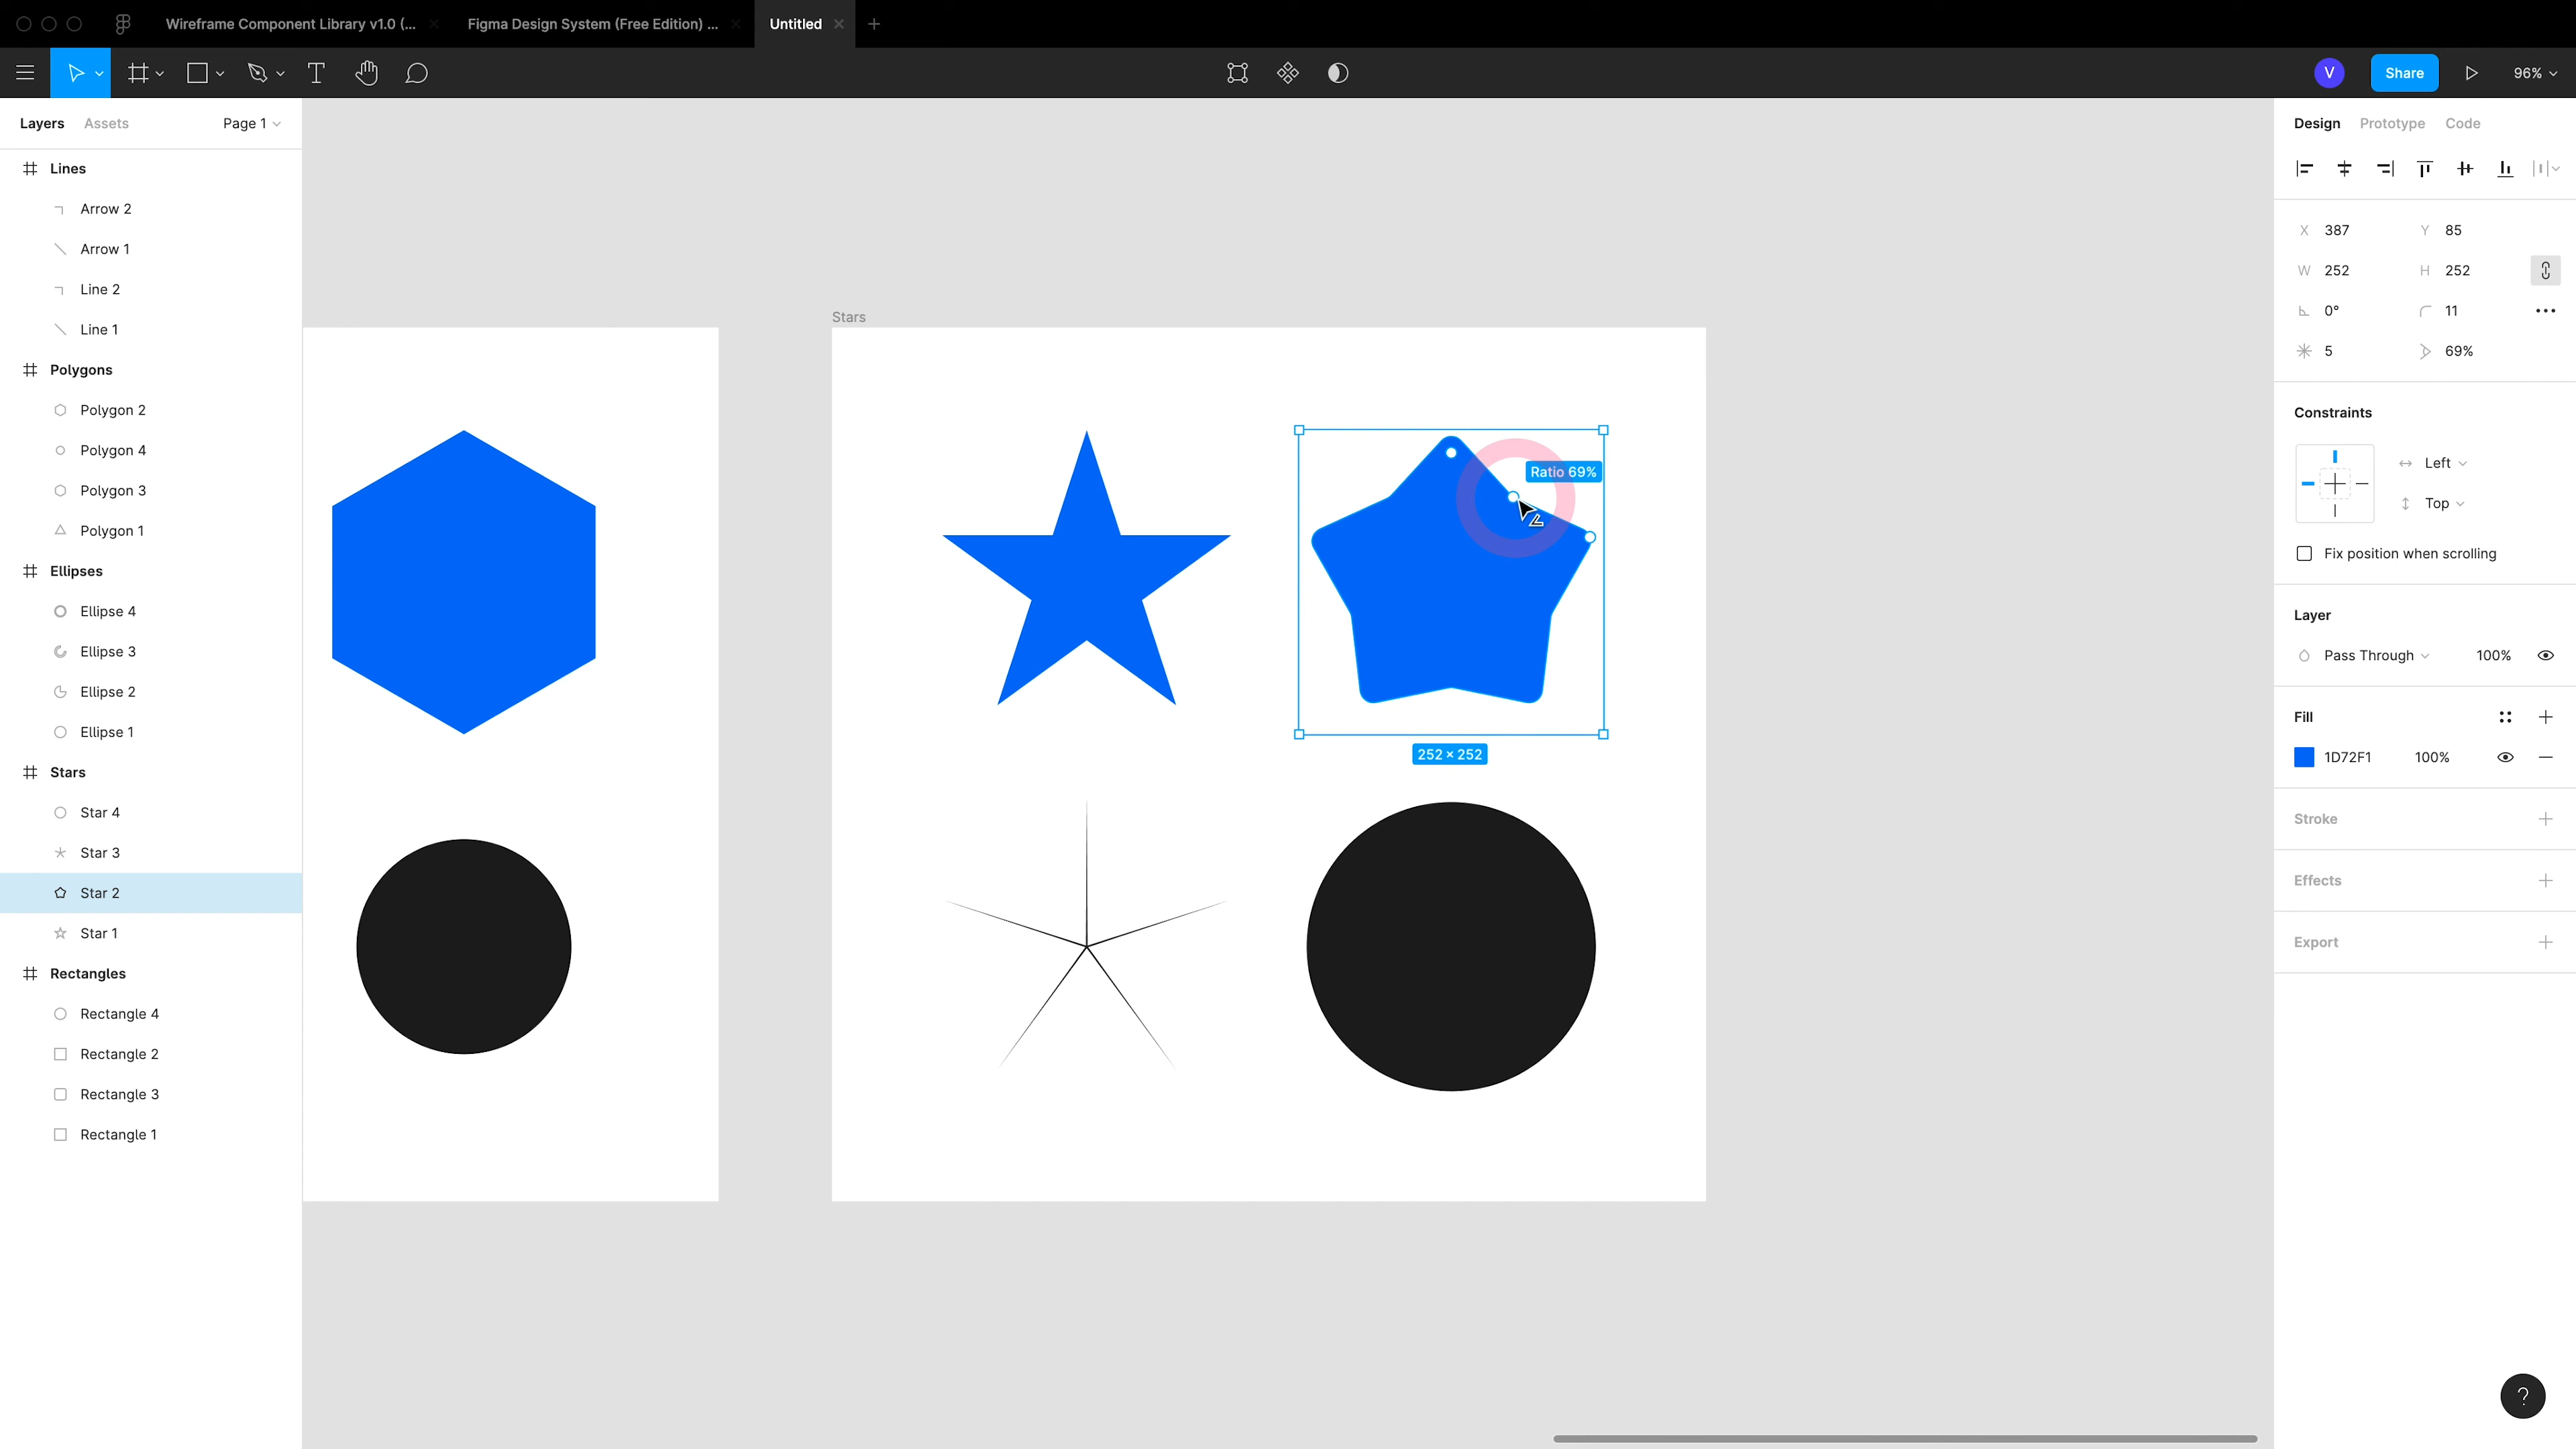 Wireframe Component Library v1.0 (...
Figma Design System (Free Edition) ...
Untitled
V
Share
96%
Layers
Assets
Page 1
Lines
Arrow 2
Arrow 1
Line 2
Line 1
Polygons
Polygon 2
Polygon 4
Polygon 3
Polygon 1
Ellipses
Ellipse 4
Ellipse 3
Ellipse 2
Ellipse 1
Stars
Star 4
Star 3
Star 2
Star 1
Rectangles
Rectangle 4
Rectangle 2
Rectangle 3
Rectangle 1
Stars
Ratio 69%
252 × 252
Design
Prototype
Code
X 387
Y 85
W 252
H 252
0°
11
5
69%
Constraints
Left
Top
Fix position when scrolling
Layer
Pass Through
100%
Fill
1D72F1
100%
Stroke
Effects
Export
?